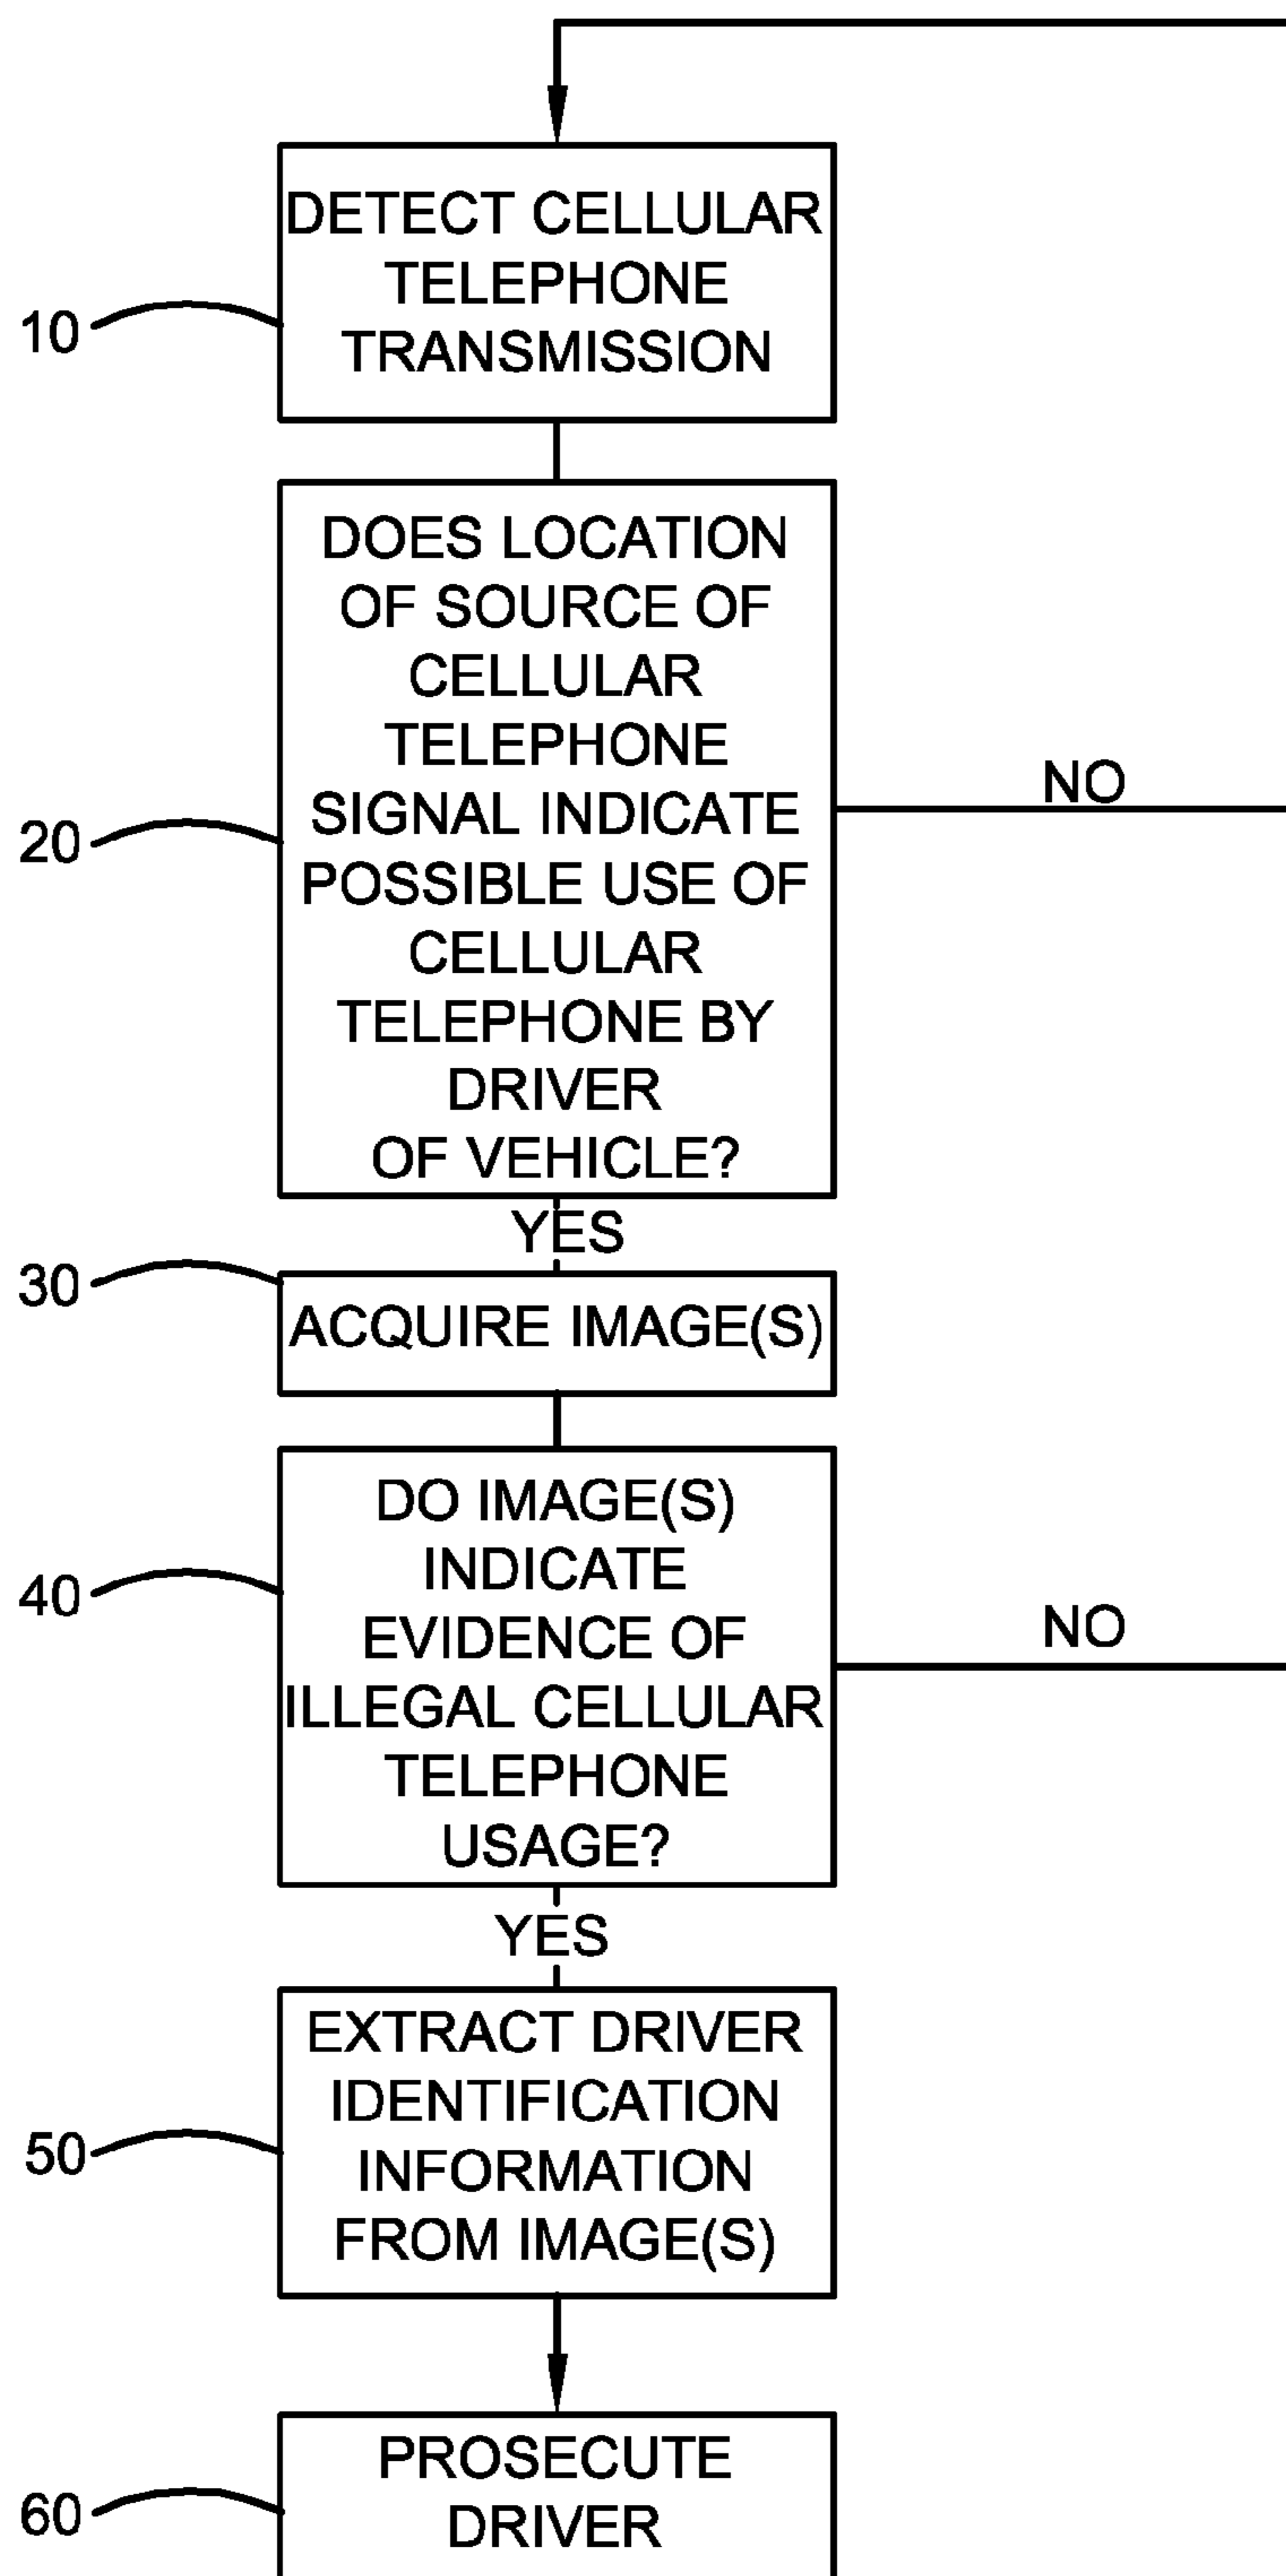 DETECT CELLULAR
TELEPHONE
TRANSMISSION
10
DOES LOCATION
OF SOURCE OF
CELLULAR
TELEPHONE
SIGNAL INDICATE
POSSIBLE USE OF
CELLULAR
TELEPHONE BY
DRIVER
OF VEHICLE?
20
NO
YES
30
ACQUIRE IMAGE(S)
DO IMAGE(S)
INDICATE
EVIDENCE OF
ILLEGAL CELLULAR
TELEPHONE
USAGE?
40
NO
YES
EXTRACT DRIVER
IDENTIFICATION
INFORMATION
FROM IMAGE(S)
50
PROSECUTE
DRIVER
60